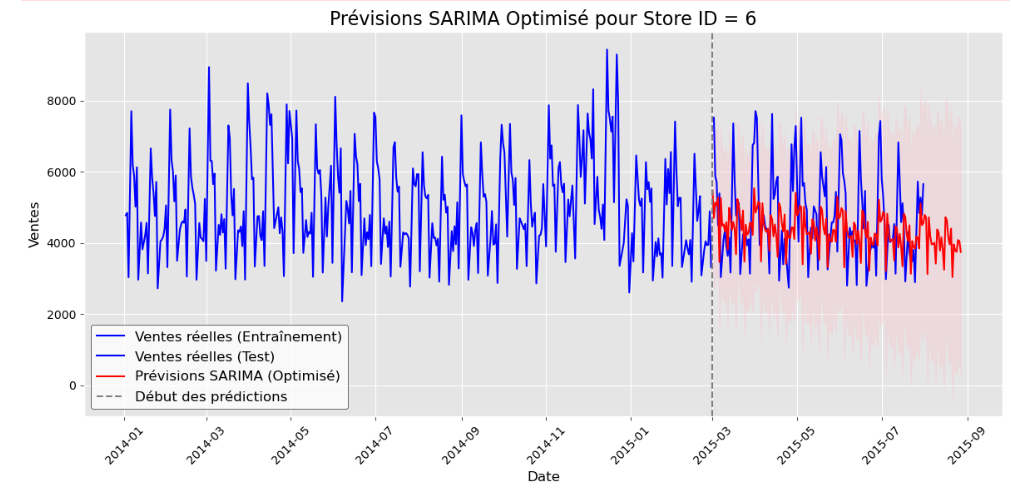 Prévisions SARIMA Optimisé pour Store ID = 6
Ventes
8000
6000
4000
2000
0
Ventes réelles (Entraînement)
Ventes réelles (Test)
Prévisions SARIMA (Optimisé)
Début des prédictions
2014-01
2014-03
2014-05
2014-07
2014-09
2014-11
2015-01
2015-03
2015-05
2015-07
2015-09
Date